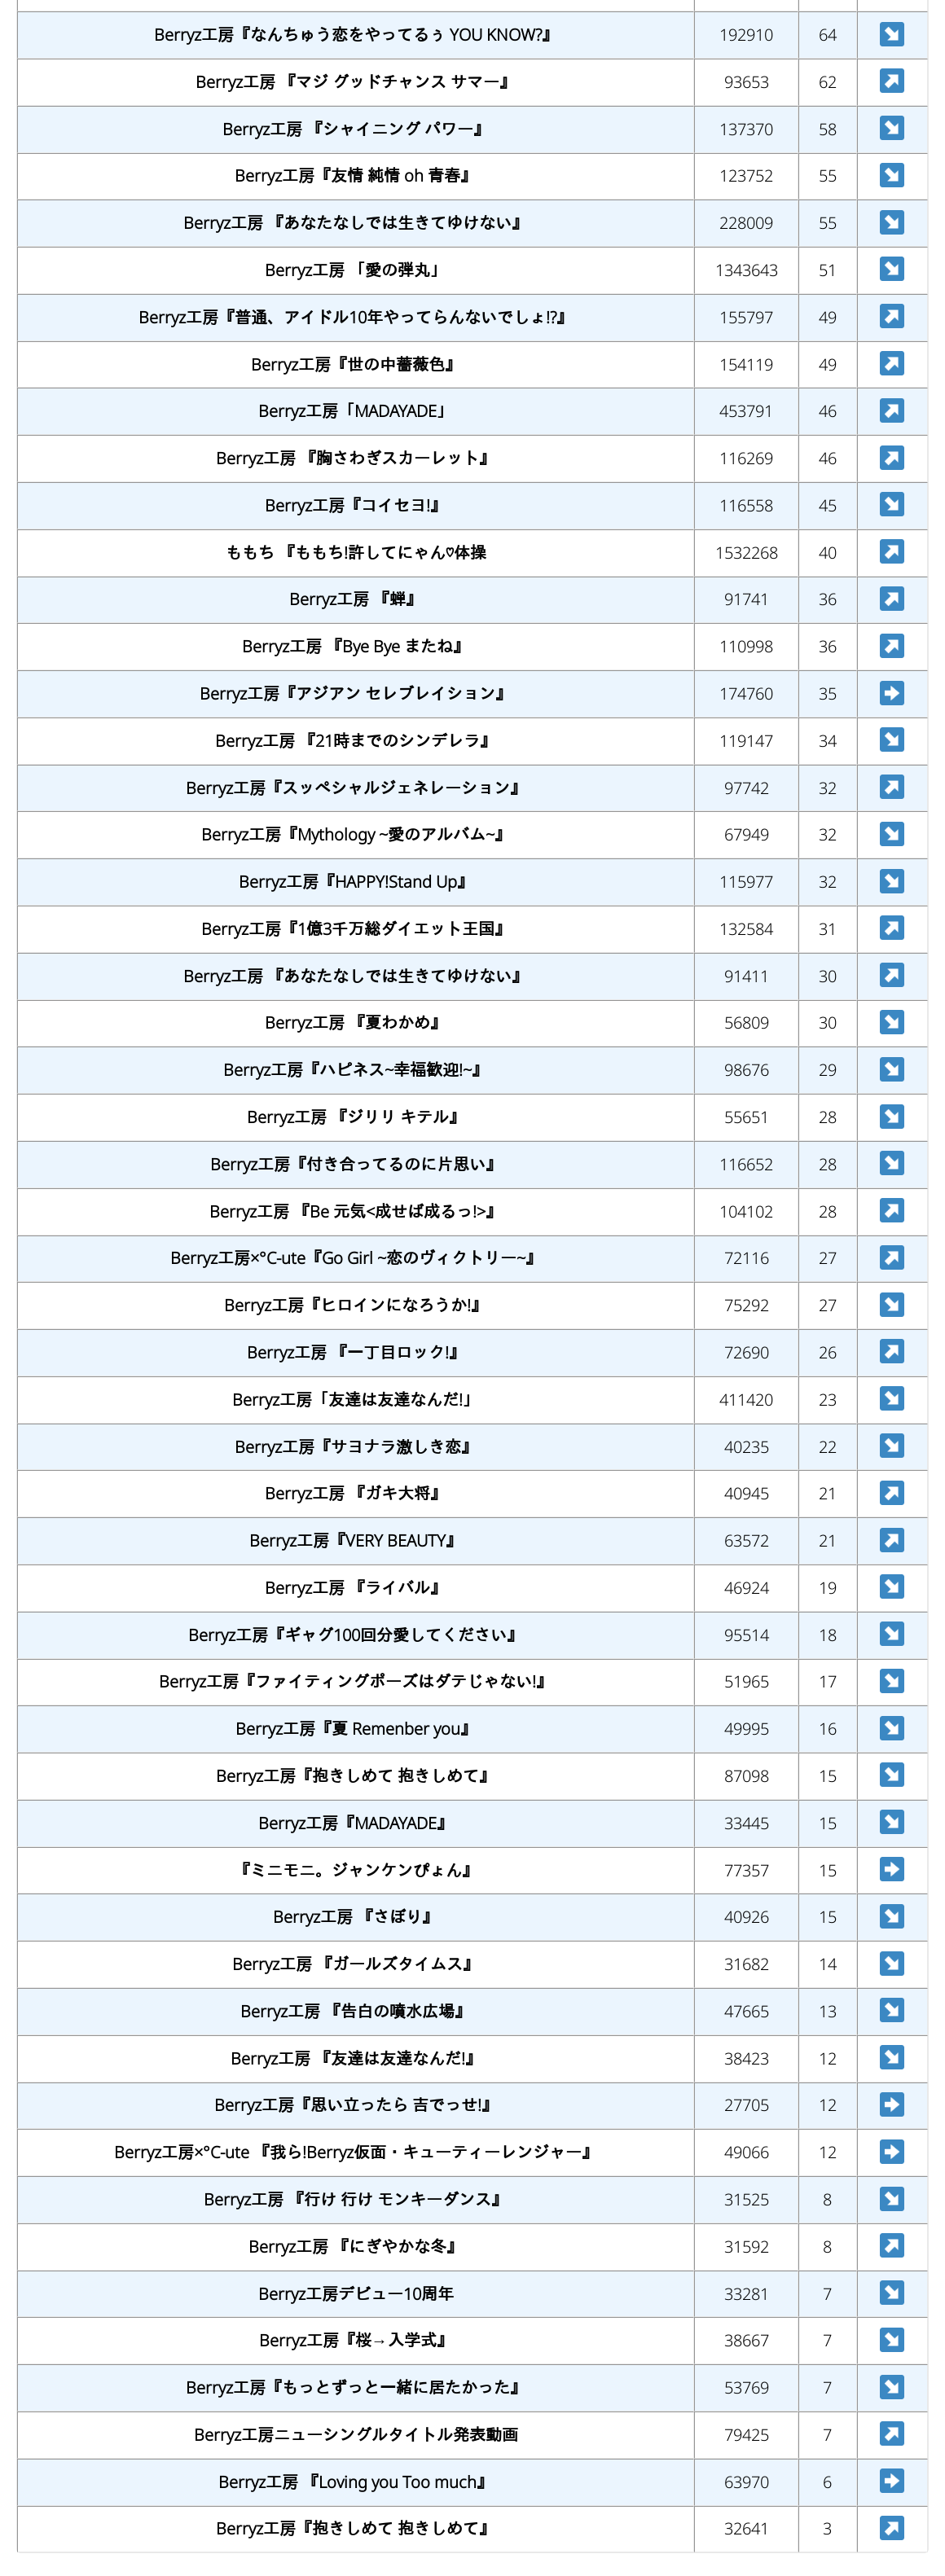 Berryz工房『なんちゅう恋をやってるぅ YOU KNOW?』 192910 64 ↘
Berryz工房 『マジ グッドチャンス サマー』 93653 62 ↗
Berryz工房 『シャイニング パワー』 137370 58 ↘
Berryz工房『友情 純情 oh 青春』 123752 55 ↘
Berryz工房 『あなたなしでは生きてゆけない』 228009 55 ↘
Berryz工房 「愛の弾丸」 1343643 51 ↘
Berryz工房『普通、アイドル10年やってらんないでしょ!?』 155797 49 ↗
Berryz工房『世の中薔薇色』 154119 49 ↗
Berryz工房「MADAYADE」 453791 46 ↗
Berryz工房 『胸さわぎスカーレット』 116269 46 ↗
Berryz工房『コイセヨ!』 116558 45 ↘
ももち 『ももち!許してにゃん♡体操 1532268 40 ↗
Berryz工房 『蝉』 91741 36 ↗
Berryz工房 『Bye Bye またね』 110998 36 ↗
Berryz工房『アジアン セレブレイション』 174760 35 ➡
Berryz工房 『21時までのシンデレラ』 119147 34 ↘
Berryz工房『スッペシャルジェネレーション』 97742 32 ↗
Berryz工房『Mythology ~愛のアルバム~』 67949 32 ↘
Berryz工房『HAPPY!Stand Up』 115977 32 ↘
Berryz工房『1億3千万総ダイエット王国』 132584 31 ↗
Berryz工房 『あなたなしでは生きてゆけない』 91411 30 ↗
Berryz工房 『夏わかめ』 56809 30 ↘
Berryz工房『ハピネス~幸福歓迎!~』 98676 29 ↘
Berryz工房 『ジリリ キテル』 55651 28 ↘
Berryz工房『付き合ってるのに片思い』 116652 28 ↘
Berryz工房 『Be 元気<成せば成るっ!>』 104102 28 ↗
Berryz工房×°C-ute『Go Girl ~恋のヴィクトリー~』 72116 27 ↗
Berryz工房『ヒロインになろうか!』 75292 27 ↘
Berryz工房 『一丁目ロック!』 72690 26 ↗
Berryz工房「友達は友達なんだ!」 411420 23 ↘
Berryz工房『サヨナラ激しき恋』 40235 22 ↘
Berryz工房 『ガキ大将』 40945 21 ↗
Berryz工房『VERY BEAUTY』 63572 21 ↗
Berryz工房 『ライバル』 46924 19 ↘
Berryz工房『ギャグ100回分愛してください』 95514 18 ↘
Berryz工房『ファイティングポーズはダテじゃない!』 51965 17 ↘
Berryz工房『夏 Remenber you』 49995 16 ↘
Berryz工房『抱きしめて 抱きしめて』 87098 15 ↘
Berryz工房『MADAYADE』 33445 15 ↘
『ミニモニ。ジャンケンぴょん』 77357 15 ➡
Berryz工房 『さぼり』 40926 15 ↘
Berryz工房 『ガールズタイムス』 31682 14 ↘
Berryz工房 『告白の噴水広場』 47665 13 ↘
Berryz工房 『友達は友達なんだ!』 38423 12 ↘
Berryz工房『思い立ったら 吉でっせ!』 27705 12 ➡
Berryz工房×°C-ute 『我ら!Berryz仮面・キューティーレンジャー』 49066 12 ➡
Berryz工房 『行け 行け モンキーダンス』 31525 8 ↘
Berryz工房 『にぎやかな冬』 31592 8 ↗
Berryz工房デビュー10周年 33281 7 ↘
Berryz工房『桜→入学式』 38667 7 ↘
Berryz工房『もっとずっと一緒に居たかった』 53769 7 ↘
Berryz工房ニューシングルタイトル発表動画 79425 7 ↗
Berryz工房 『Loving you Too much』 63970 6 ➡
Berryz工房『抱きしめて 抱きしめて』 32641 3 ↗